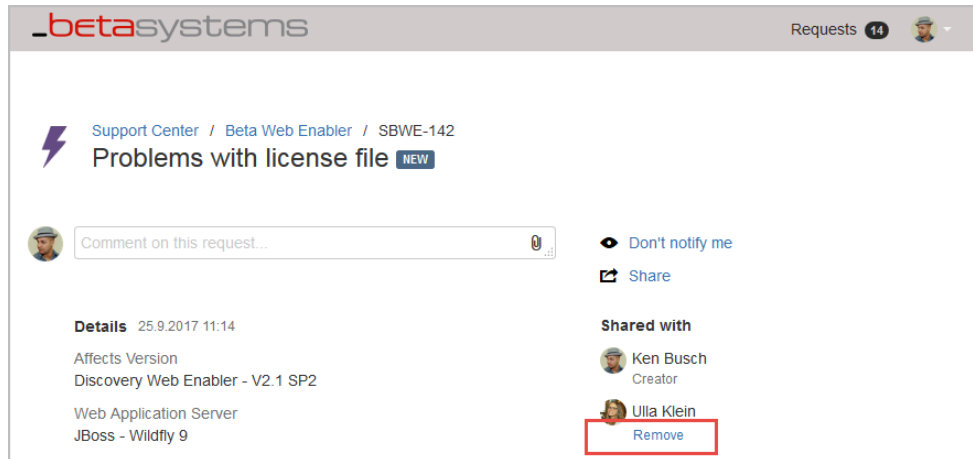 _betasystems
Requests 14
Support Center / Beta Web Enabler / SBWE-142
Problems with license file NEW
Comment on this request...
Don't notify me
Share
Details 25.9.2017 11:14
Affects Version
Discovery Web Enabler - V2.1 SP2
Web Application Server
JBoss - Wildfly 9
Shared with
Ken Busch
Creator
Ulla Klein
Remove